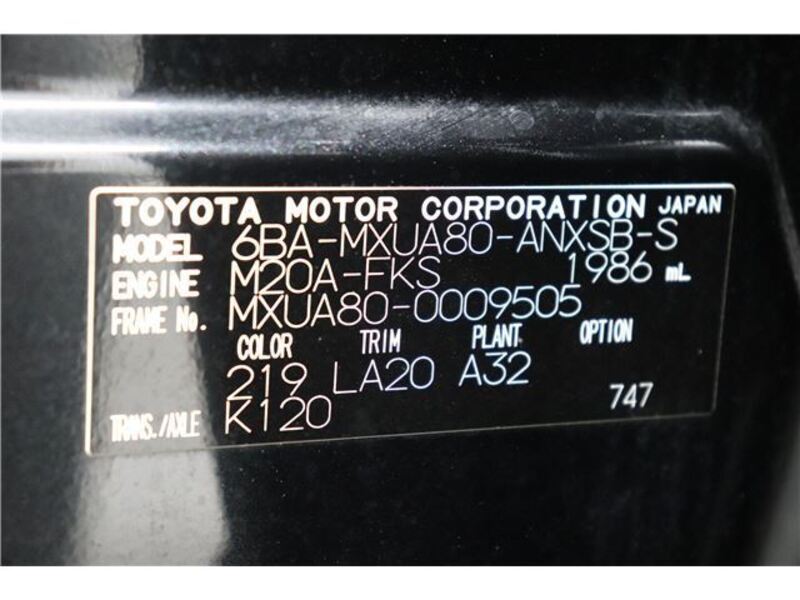 TOYOTA MOTOR CORPORATION JAPAN
MODEL 6BA-MXUA80-ANXSB-S
ENGINE M20A-FKS 1986 mL
FRAME No. MXUA80-0009505
COLOR TRIM PLANT OPTION
219 LA20 A32
TRANS./AXLE K120 747